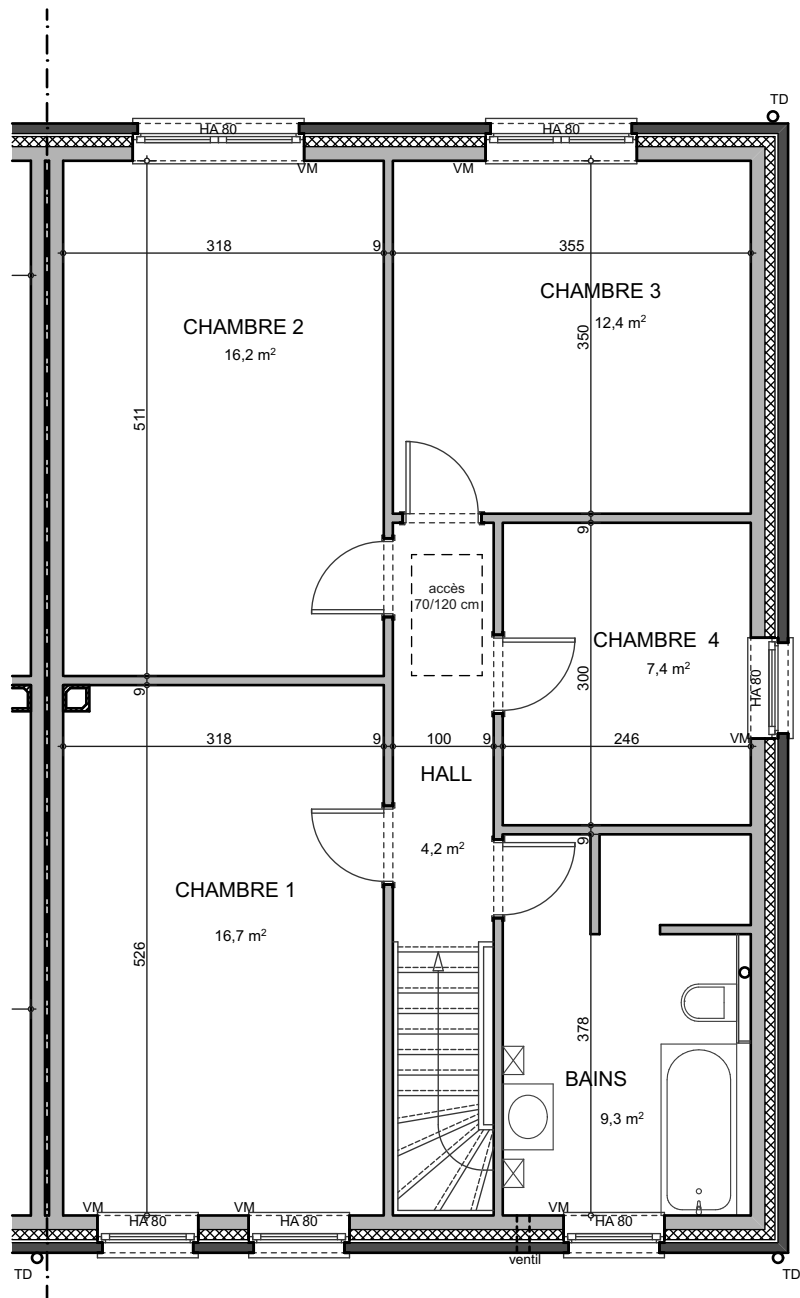 TD
HA 80
HA 80
VM
VM
318
9
355
CHAMBRE 3
12,4 m²
350
CHAMBRE 2
16,2 m²
511
9
accès
70/120 cm
CHAMBRE 4
7,4 m²
300
HA 80
9
318
9
100
9
246
VM
HALL
4,2 m²
9
CHAMBRE 1
16,7 m²
526
378
BAINS
9,3 m²
VM
VM
VM
HA 80
HA 80
HA 80
ventil
TD
TD